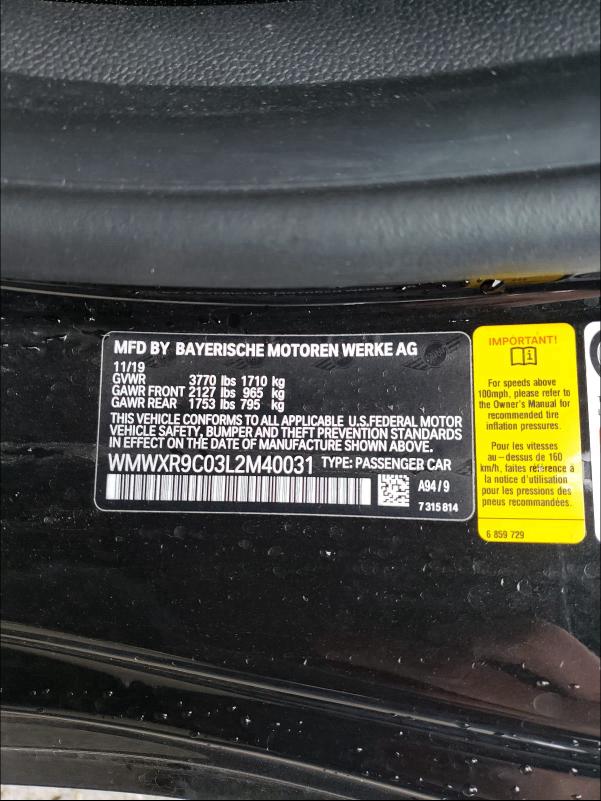 MFD BY BAYERISCHE MOTOREN WERKE AG
11/19
GVWR 3770 lbs 1710 kg
GAWR FRONT 2127 lbs 965 kg
GAWR REAR 1753 lbs 795 kg
THIS VEHICLE CONFORMS TO ALL APPLICABLE U.S.FEDERAL MOTOR
VEHICLE SAFETY, BUMPER AND THEFT PREVENTION STANDARDS
IN EFFECT ON THE DATE OF MANUFACTURE SHOWN ABOVE.
WMWXR9C03L2M40031 TYPE: PASSENGER CAR
A94/9
7 315 814
IMPORTANT!
For speeds above
100mph, please refer to
the Owner's Manual for
recommended tire
inflation pressures.
Pour les vitesses
au-dessus de 160
km/h, faites référence à
la notice d'utilisation
pour les pressions des
pneus recommandées.
6 859 729